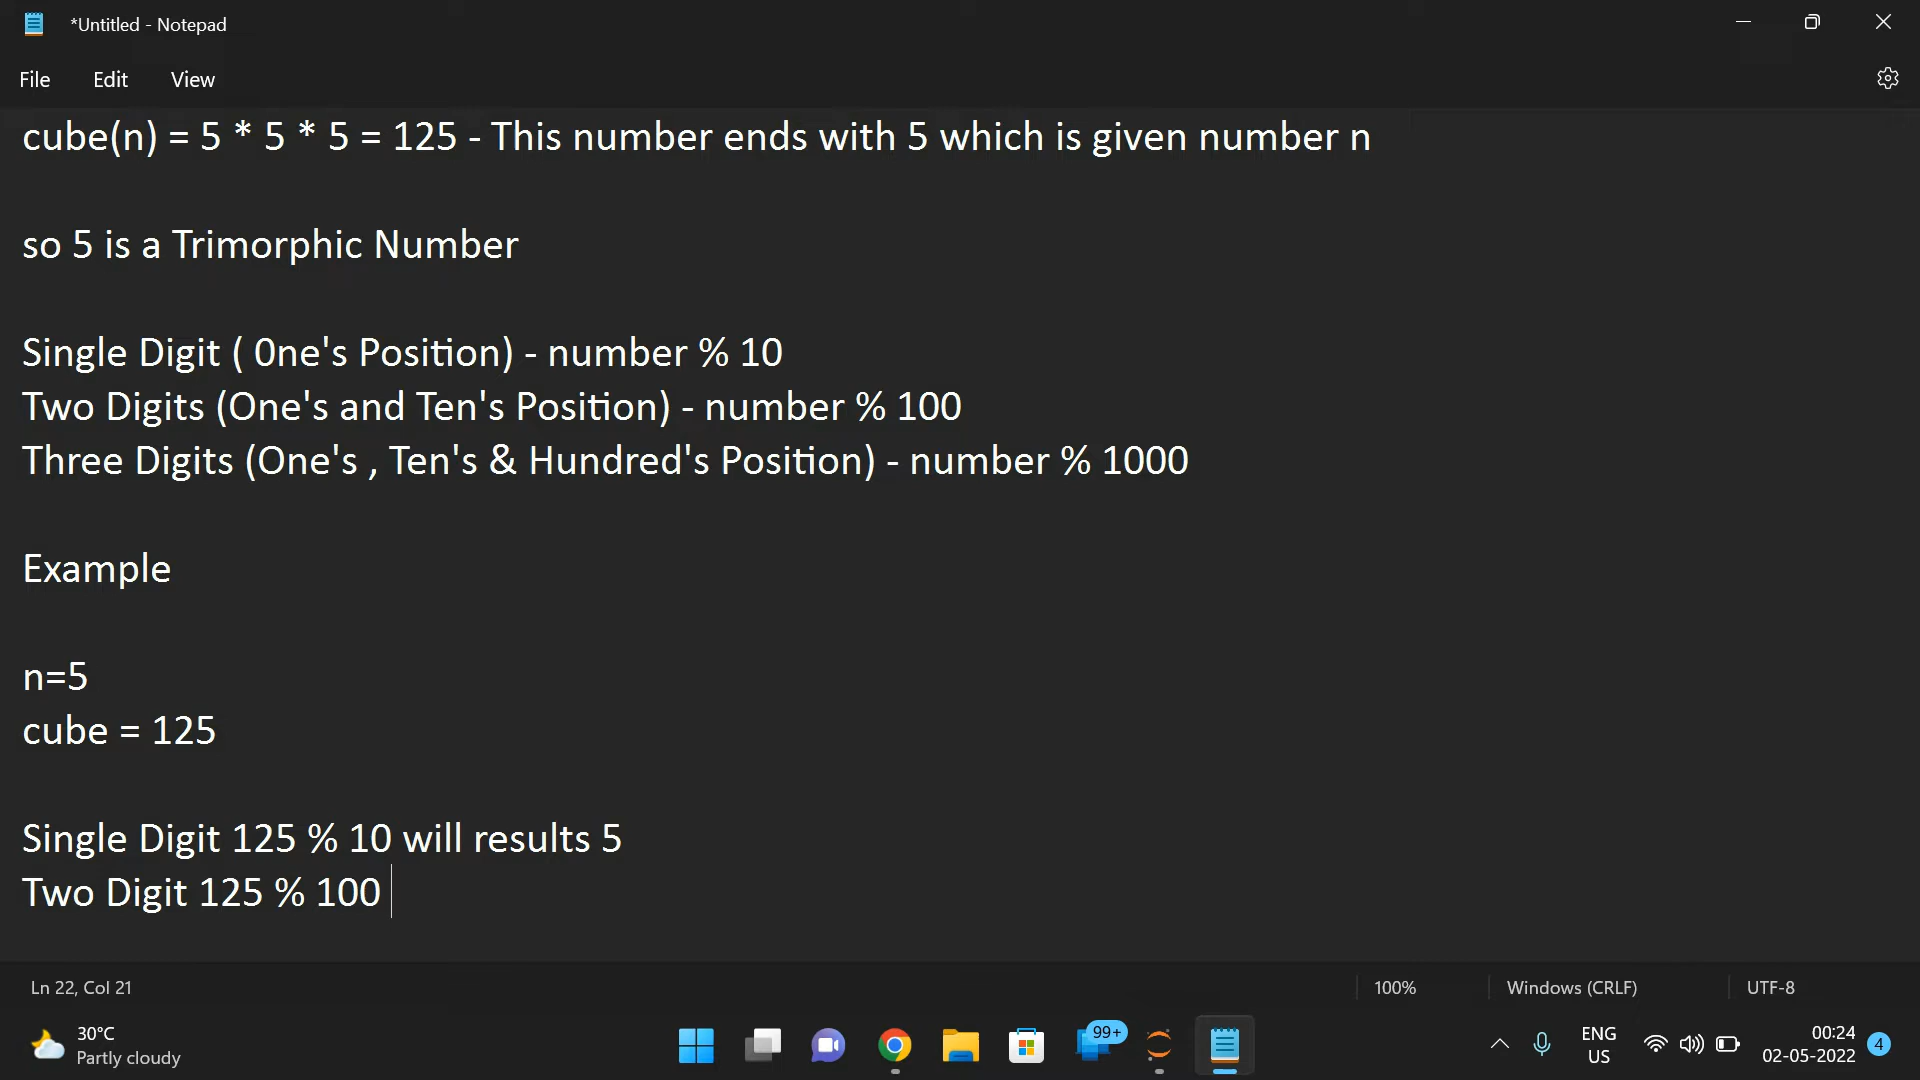 *Untitled - Notepad
File Edit View
cube(n) = 5 * 5 * 5 = 125 - This number ends with 5 which is given number n
so 5 is a Trimorphic Number
Single Digit ( 0ne's Position) - number % 10
Two Digits (One's and Ten's Position) - number % 100
Three Digits (One's , Ten's & Hundred's Position) - number % 1000
Example
n=5
cube = 125
Single Digit 125 % 10 will results 5
Two Digit 125 % 100
Ln 22, Col 21 100% Windows (CRLF) UTF-8
30°C
Partly cloudy
99+
ENG
US
00:24
02-05-2022
4